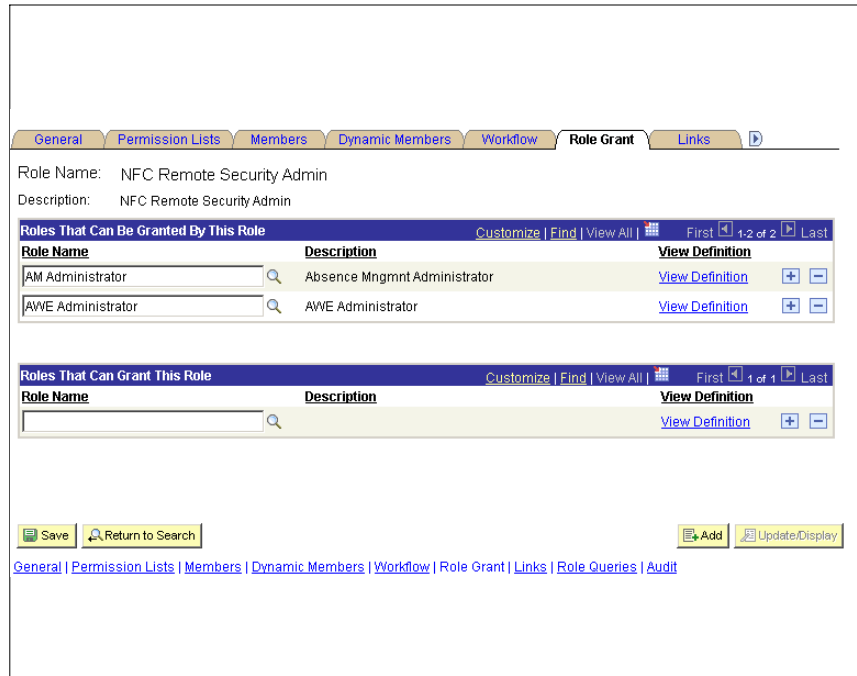 General Permission Lists Members Dynamic Members Workflow Role Grant Links
Role Name: NFC Remote Security Admin
Description: NFC Remote Security Admin
Roles That Can Be Granted By This Role Customize | Find | View All | First 1-2 of 2 Last
Role Name Description View Definition
AM Administrator Absence Mngmnt Administrator View Definition
AWE Administrator AWE Administrator View Definition
Roles That Can Grant This Role Customize | Find | View All | First 1 of 1 Last
Role Name Description View Definition
View Definition
Save Return to Search Add Update/Display
General | Permission Lists | Members | Dynamic Members | Workflow | Role Grant | Links | Role Queries | Audit